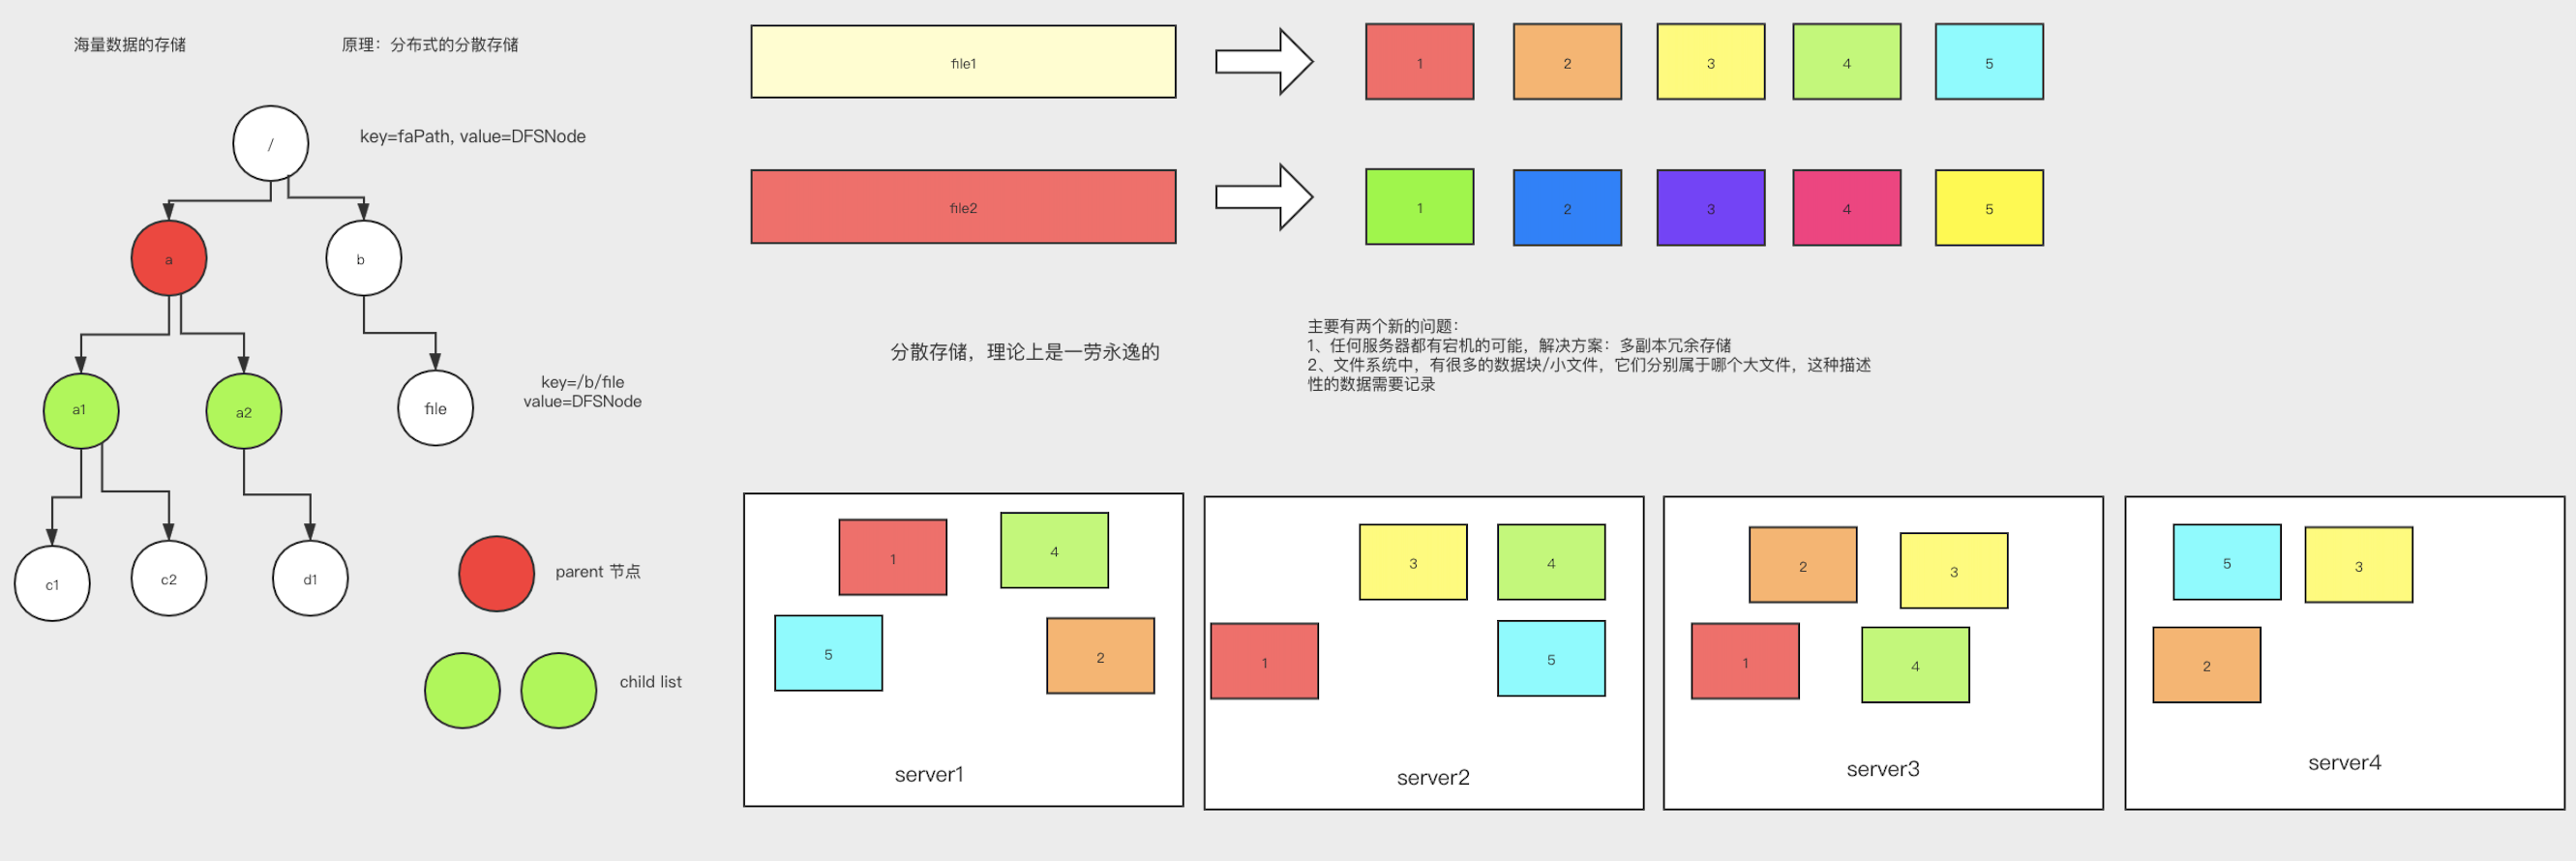 海量数据的存储
原理：分布式的分散存储
/
key=faPath, value=DFSNode
a
b
a1
a2
file
key=/b/file
value=DFSNode
c1
c2
d1
parent 节点
child list
file1
1
2
3
4
5
file2
1
2
3
4
5
分散存储，理论上是一劳永逸的
主要有两个新的问题：
1、任何服务器都有宕机的可能，解决方案：多副本冗余存储
2、文件系统中，有很多的数据块/小文件，它们分别属于哪个大文件，这种描述
性的数据需要记录
1
4
5
2
server1
3
4
1
5
server2
2
3
1
4
server3
5
3
2
server4